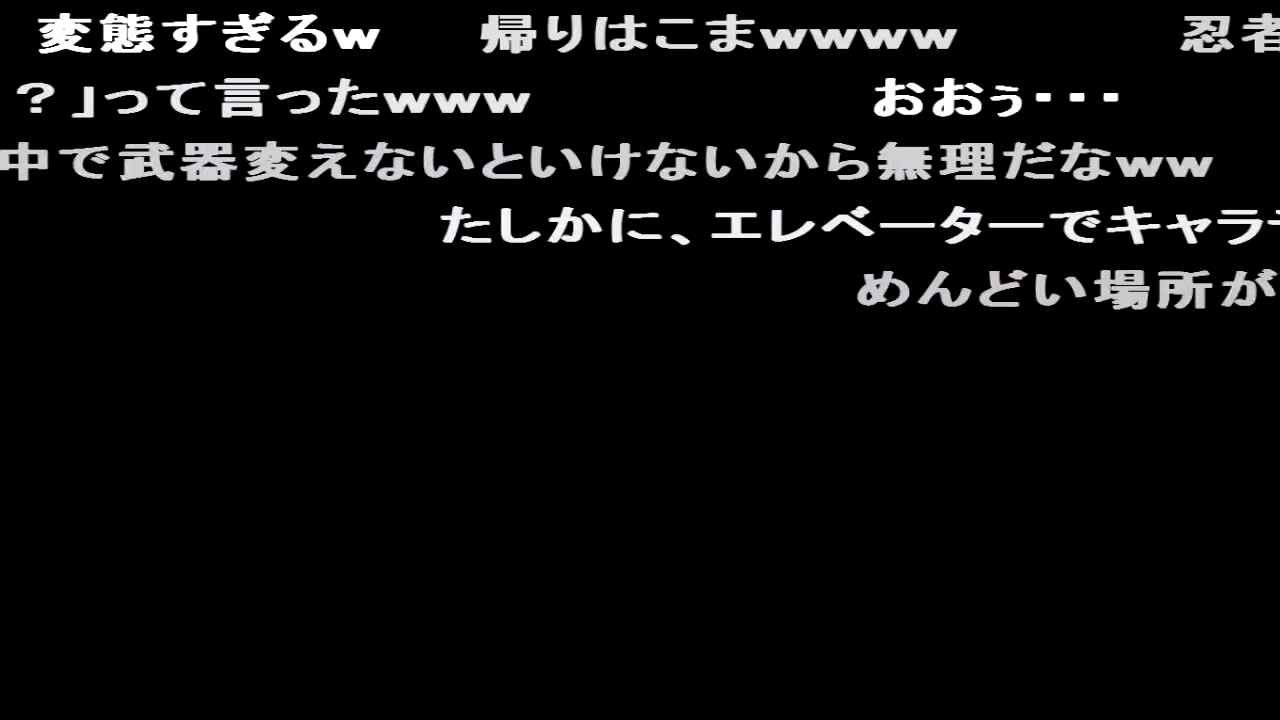 変態すぎるw 帰りはこまwwww 忍者
？」って言ったwww おおぅ・・・
中で武器変えないといけないから無理だなww
たしかに、エレベーターでキャラチ
めんどい場所が